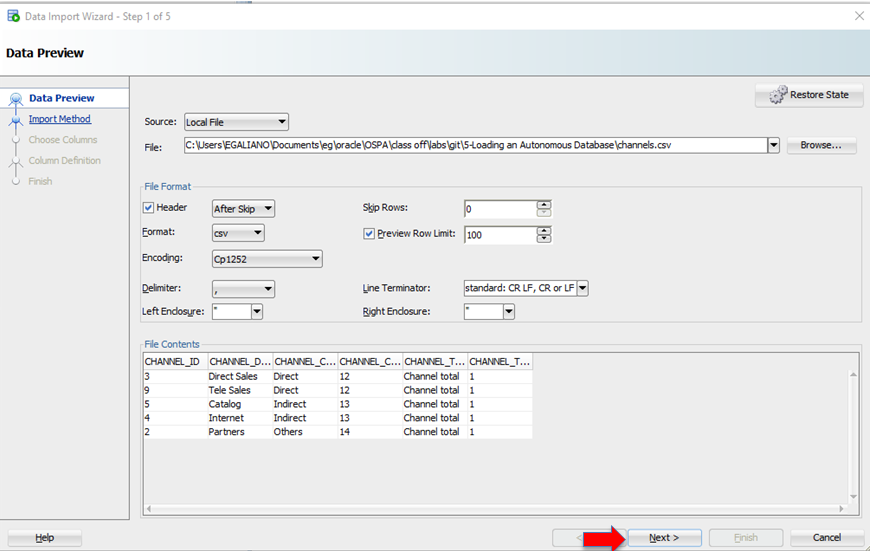 Data Import Wizard - Step 1 of 5
Data Preview
Data Preview
Import Method
Choose Columns
Column Definition
Finish
Restore State
Source: Local File
File: C:\Users\EGALIANO\Documents\eg\oracle\OSPA\class off\labs\git\5-Loading an Autonomous Database\channels.csv Browse...
File Format
Header After Skip Skip Rows: 0
Format: csv Preview Row Limit: 100
Encoding: Cp1252
Delimiter: , Line Terminator: standard: CR LF, CR or LF
Left Enclosure: " Right Enclosure: "
File Contents
CHANNEL_ID CHANNEL_D... CHANNEL_C... CHANNEL_C... CHANNEL_T... CHANNEL_T...
3 Direct Sales Direct 12 Channel total 1
9 Tele Sales Direct 12 Channel total 1
5 Catalog Indirect 13 Channel total 1
4 Internet Indirect 13 Channel total 1
2 Partners Others 14 Channel total 1
Help < Next > Finish Cancel